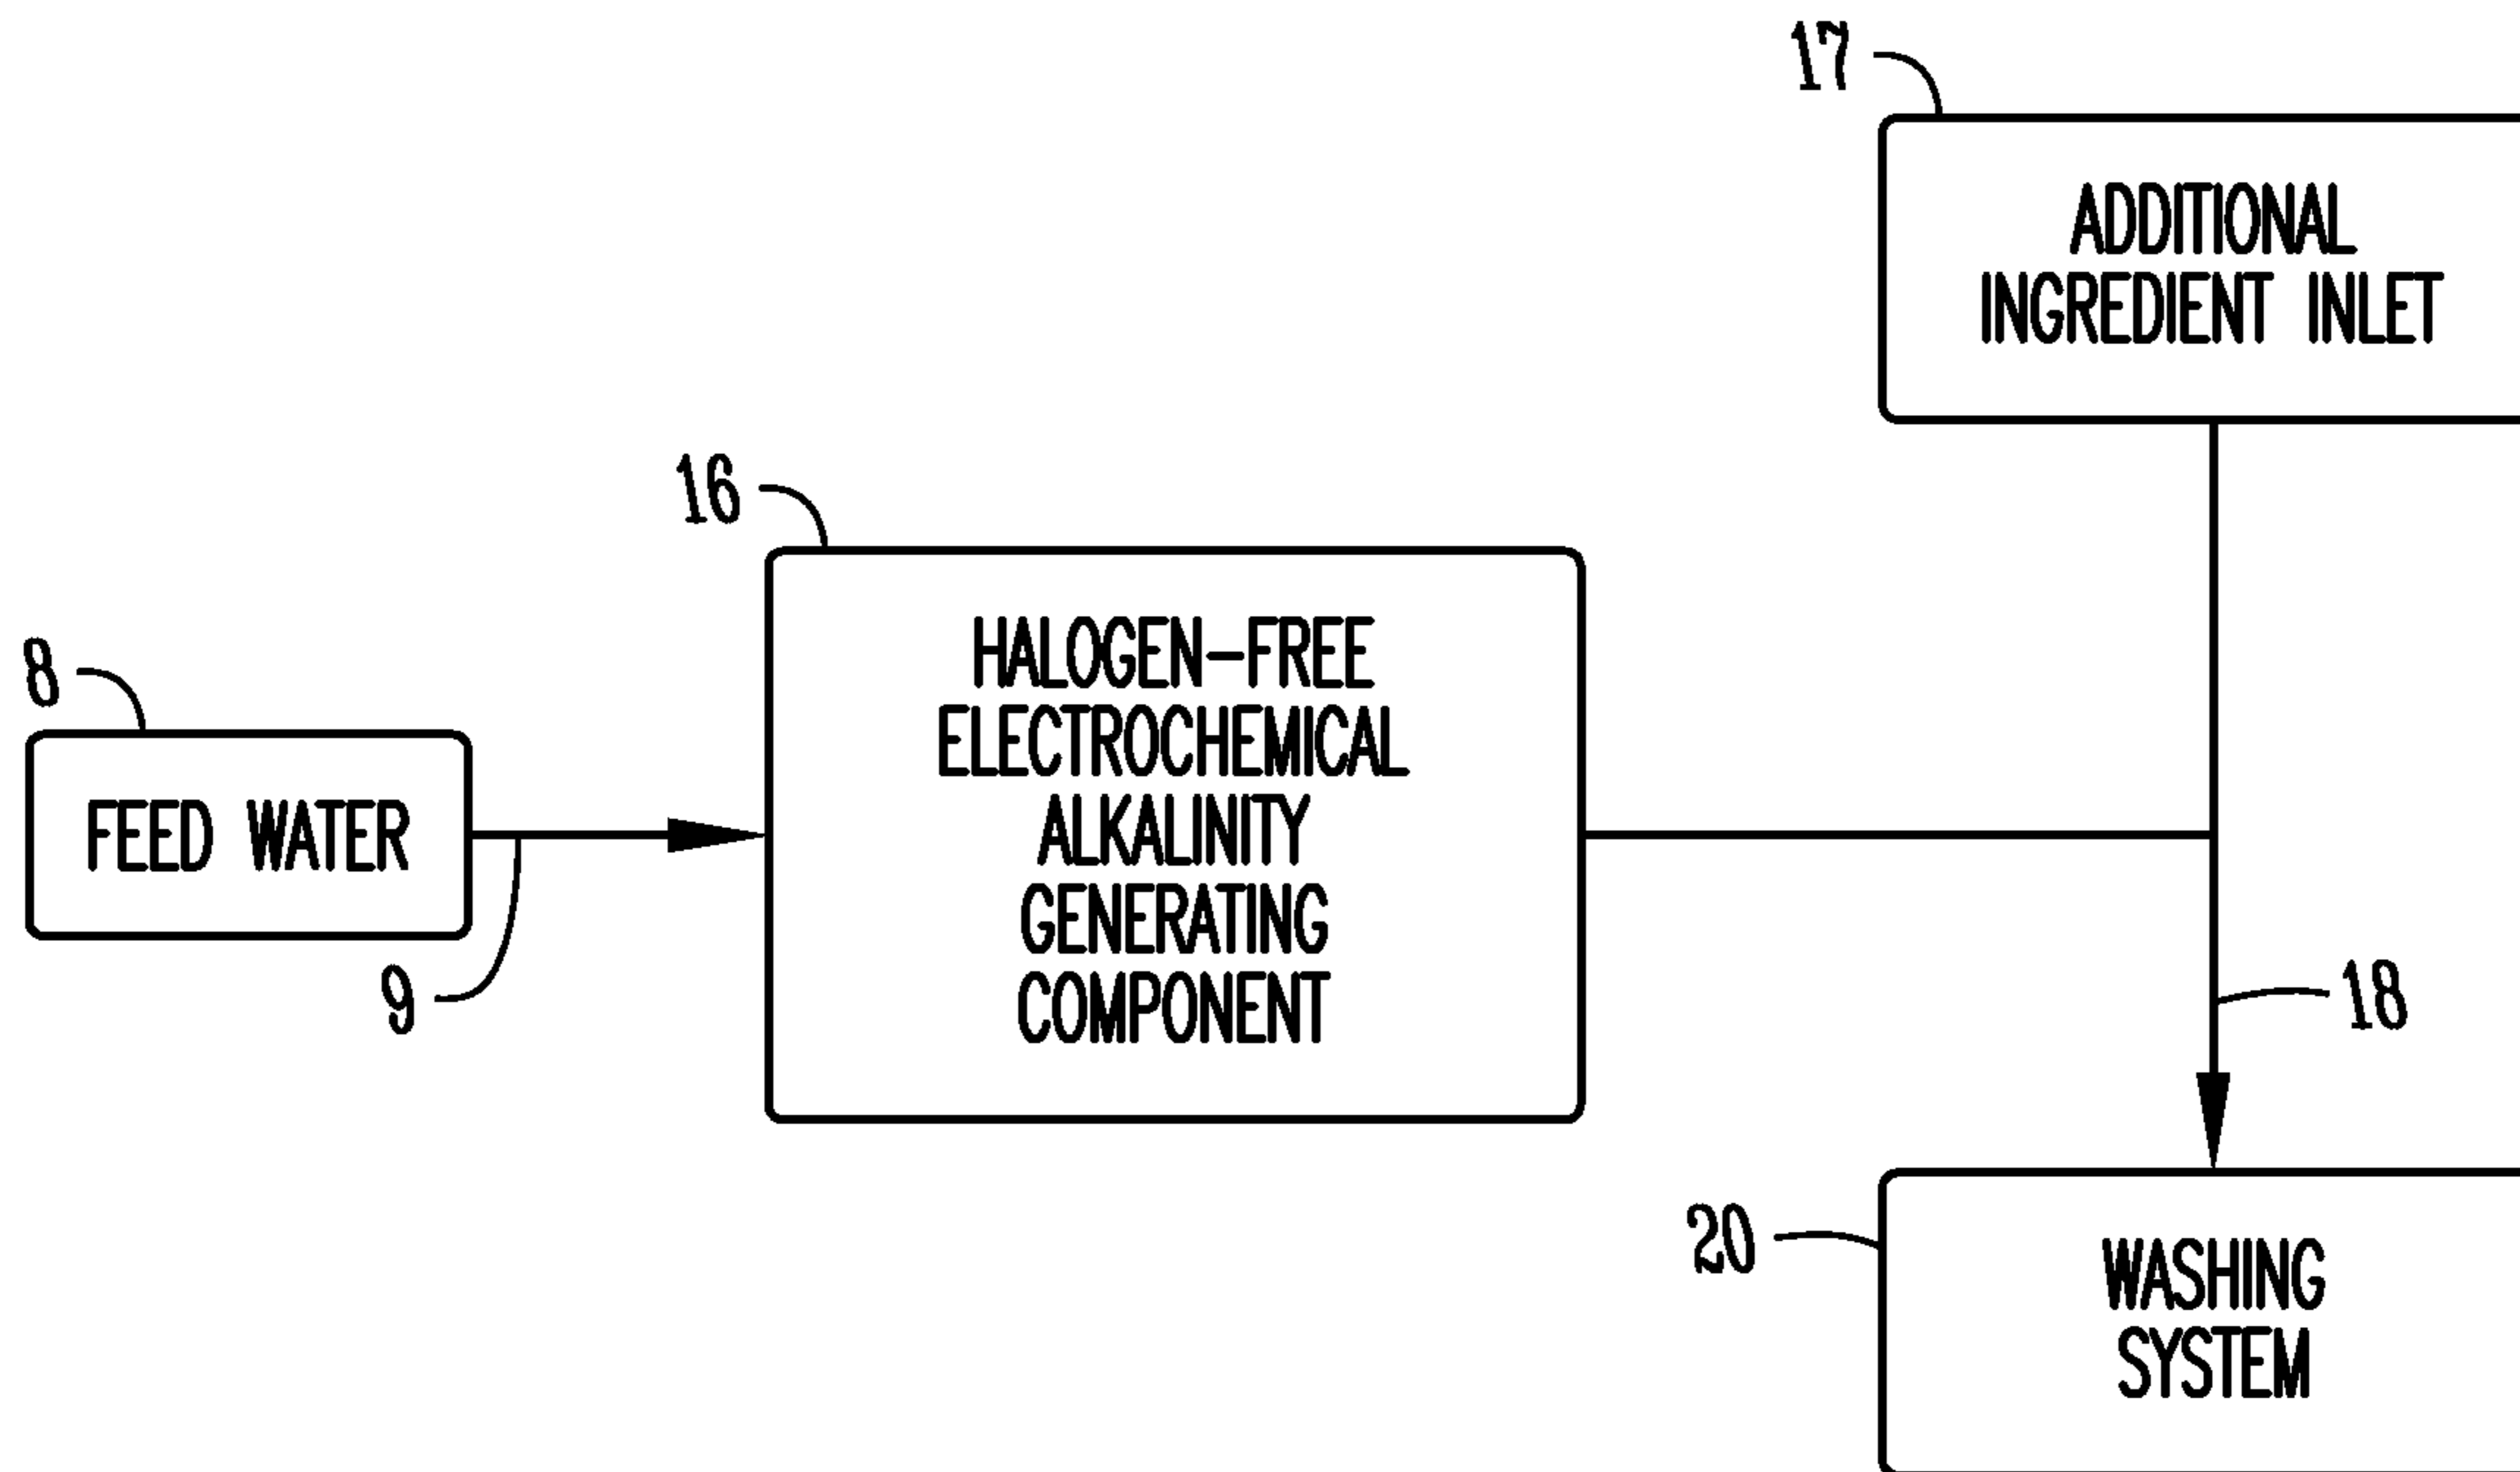 17
ADDITIONAL
INGREDIENT INLET
16
HALOGEN-FREE
ELECTROCHEMICAL
ALKALINITY
GENERATING
COMPONENT
8
FEED WATER
9
18
20
WASHING
SYSTEM